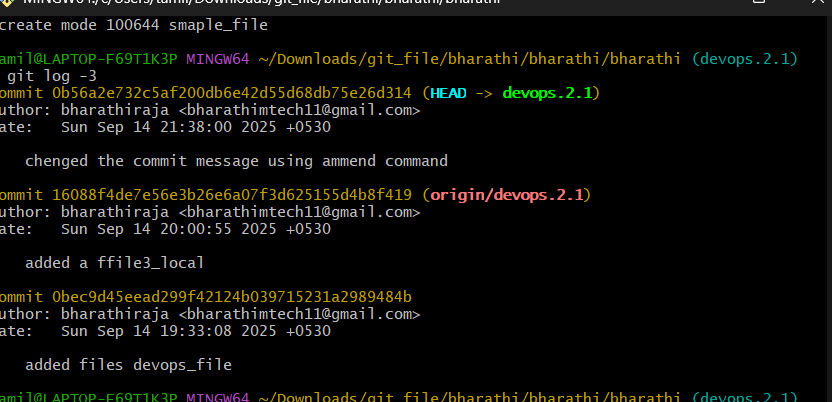 MINGW64:/c/Users/tamil/Downloads/git_file/bharathi/bharathi/bharathi
create mode 100644 smaple_file
amil@LAPTOP-F69T1K3P MINGW64 ~/Downloads/git_file/bharathi/bharathi/bharathi (devops.2.1)
git log -3
ommit 0b56a2e732c5af200db6e42d55d68db75e26d314 (HEAD -> devops.2.1)
uthor: bharathiraja <bharathimtech11@gmail.com>
ate: Sun Sep 14 21:38:00 2025 +0530
chenged the commit message using ammend command
ommit 16088f4de7e56e3b26e6a07f3d625155d4b8f419 (origin/devops.2.1)
uthor: bharathiraja <bharathimtech11@gmail.com>
ate: Sun Sep 14 20:00:55 2025 +0530
added a ffile3_local
ommit 0bec9d45eead299f42124b039715231a2989484b
uthor: bharathiraja <bharathimtech11@gmail.com>
ate: Sun Sep 14 19:33:08 2025 +0530
added files devops_file
amil@LAPTOP-F69T1K3P MINGW64 ~/Downloads/git_file/bharathi/bharathi/bharathi (devops.2.1)